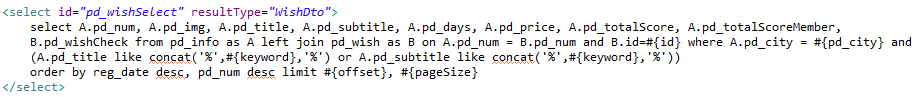 <select id="pd_wishSelect" resultType="WishDto">
select A.pd_num, A.pd_img, A.pd_title, A.pd_subtitle, A.pd_days, A.pd_price, A.pd_totalScore, A.pd_totalScoreMember,
B.pd_wishCheck from pd_info as A left join pd_wish as B on A.pd_num = B.pd_num and B.id=#{id} where A.pd_city = #{pd_city} and
(A.pd_title like concat('%',#{keyword},'%') or A.pd_subtitle like concat('%',#{keyword},'%'))
order by reg_date desc, pd_num desc limit #{offset}, #{pageSize}
</select>